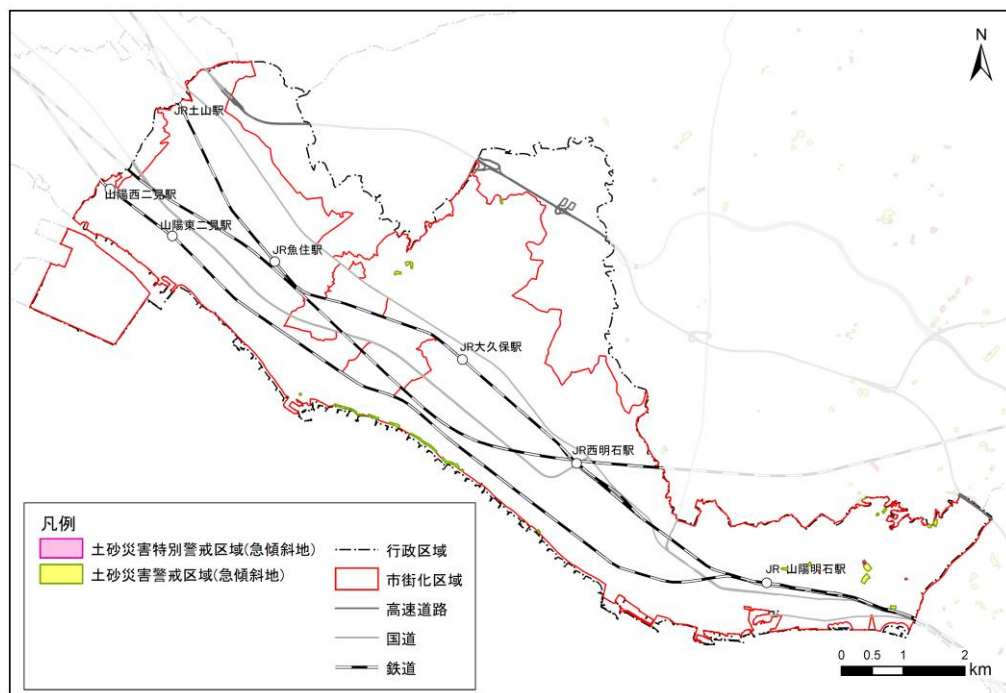 N
JR土山駅
山陽西二見駅
山陽東二見駅
JR魚住駅
JR大久保駅
JR西明石駅
JR・山陽明石駅
凡例
土砂災害特別警戒区域(急傾斜地)
土砂災害警戒区域(急傾斜地)
行政区域
市街化区域
高速道路
国道
鉄道
0 0.5 1 2
km